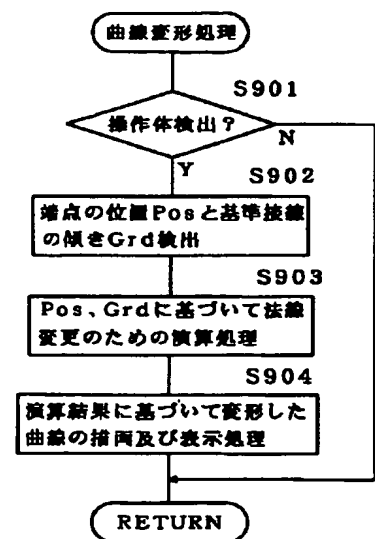 曲線変形処理
S901
操作体検出?
N
Y
S902
端点の位置Posと基準接線
の傾きGrd検出
S903
Pos、Grdに基づいて法線
変更のための演算処理
S904
演算結果に基づいて変形した
曲線の描画及び表示処理
RETURN